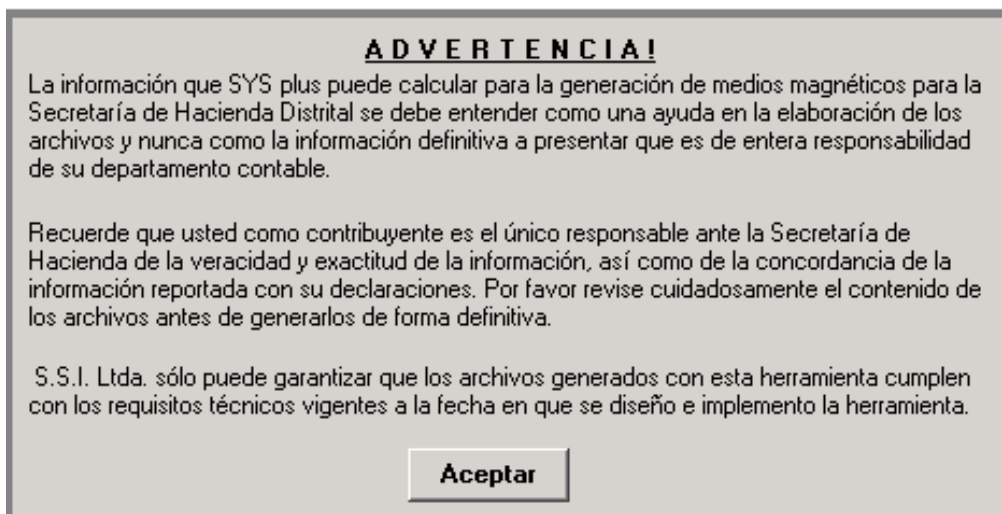 A D V E R T E N C I A !
La información que SYS plus puede calcular para la generación de medios magnéticos para la
Secretaría de Hacienda Distrital se debe entender como una ayuda en la elaboración de los
archivos y nunca como la información definitiva a presentar que es de entera responsabilidad
de su departamento contable.
Recuerde que usted como contribuyente es el único responsable ante la Secretaría de
Hacienda de la veracidad y exactitud de la información, así como de la concordancia de la
información reportada con su declaraciones. Por favor revise cuidadosamente el contenido de
los archivos antes de generarlos de forma definitiva.
S.S.I. Ltda. sólo puede garantizar que los archivos generados con esta herramienta cumplen
con los requisitos técnicos vigentes a la fecha en que se diseño e implemento la herramienta.
Aceptar